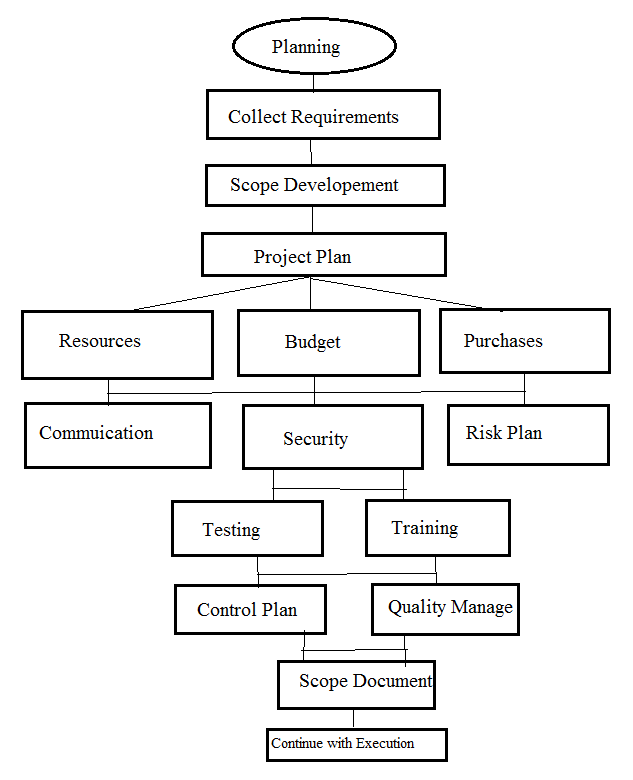 Planning
Collect Requirements
Scope Developement
Project Plan
Resources
Budget
Purchases
Commuication
Security
Risk Plan
Testing
Training
Control Plan
Quality Manage
Scope Document
Continue with Execution